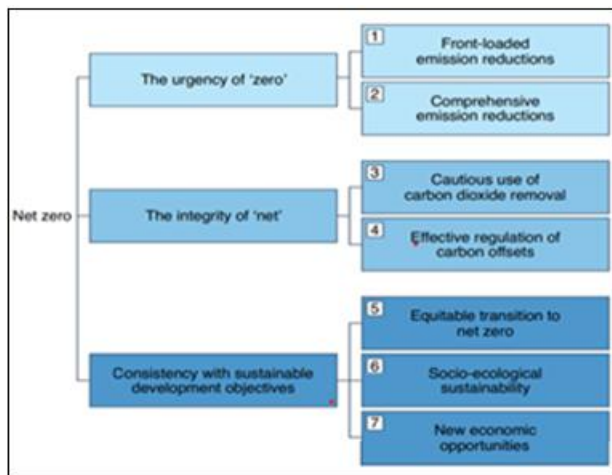 Net zero
The urgency of ‘zero’
1
Front-loaded
emission reductions
2
Comprehensive
emission reductions
The integrity of ‘net’
3
Cautious use of
carbon dioxide removal
4
Effective regulation of
carbon offsets
Consistency with sustainable
development objectives
5
Equitable transition to
net zero
6
Socio-ecological
sustainability
7
New economic
opportunities